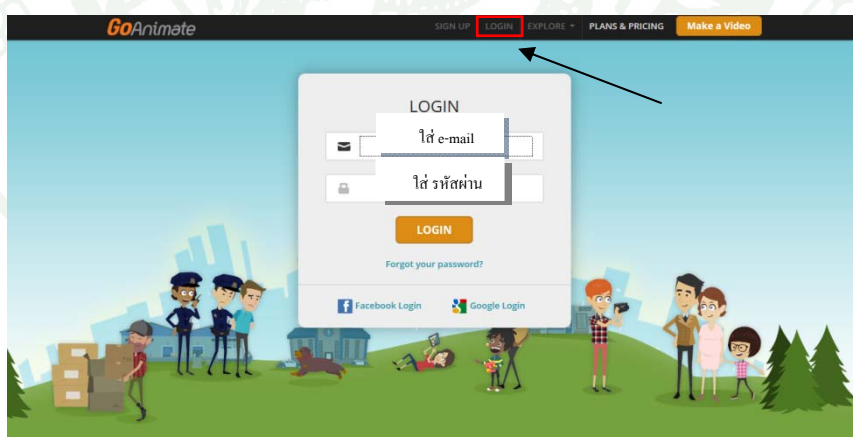 GoAnimate SIGN UP LOGIN EXPLORE PLANS & PRICING Make a Video
LOGIN
ใส่ e-mail
ใส่ รหัสผ่าน
LOGIN
Forgot your password?
Facebook Login Google Login